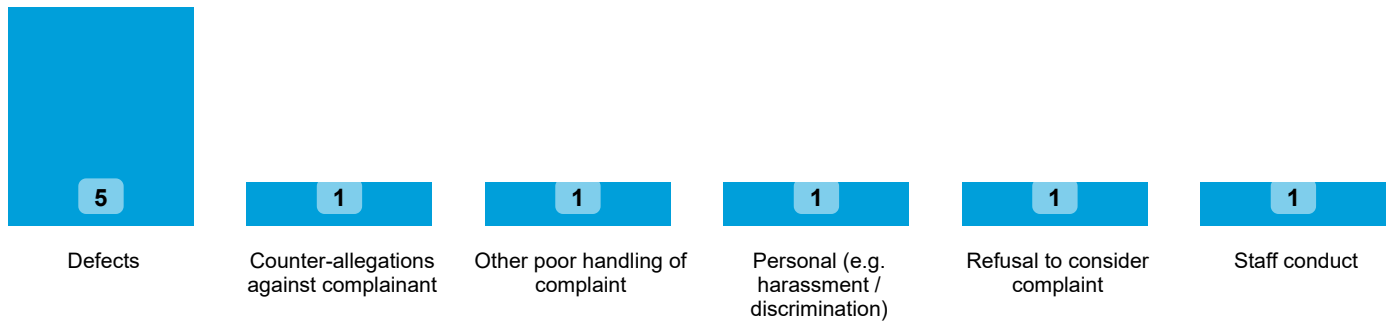 5
1
1
1
1
1
Defects
Counter-allegations
against complainant
Other poor handling of
complaint
Personal (e.g.
harassment /
discrimination)
Refusal to consider
complaint
Staff conduct